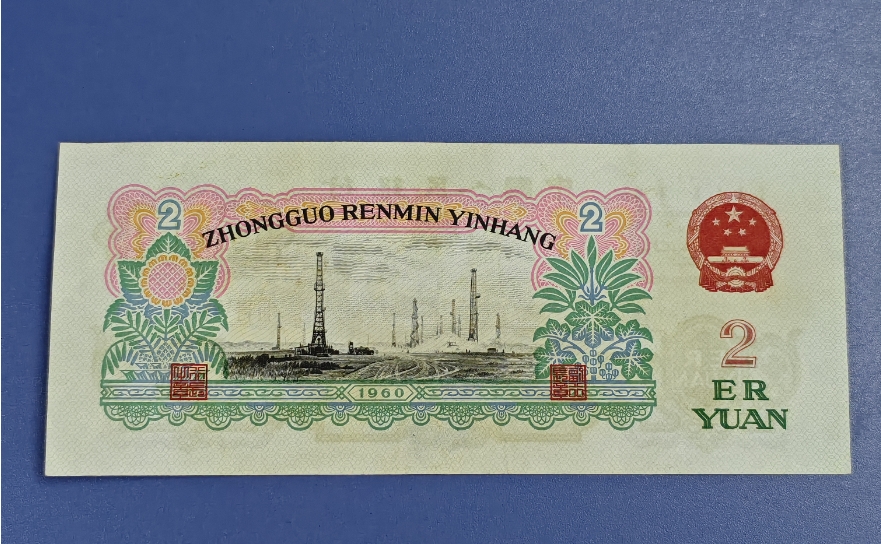 2
2
ZHONGGUO RENMIN YINHANG
1960
2
ER
YUAN